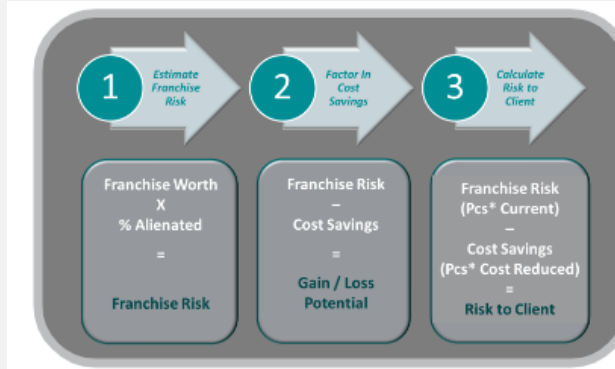 1
Estimate
Franchise
Risk
2
Factor In
Cost
Savings
3
Calculate
Risk to
Client
Franchise Worth
X
% Alienated
=
Franchise Risk
Franchise Risk
–
Cost Savings
=
Gain / Loss
Potential
Franchise Risk
(Pcs* Current)
–
Cost Savings
(Pcs* Cost Reduced)
=
Risk to Client